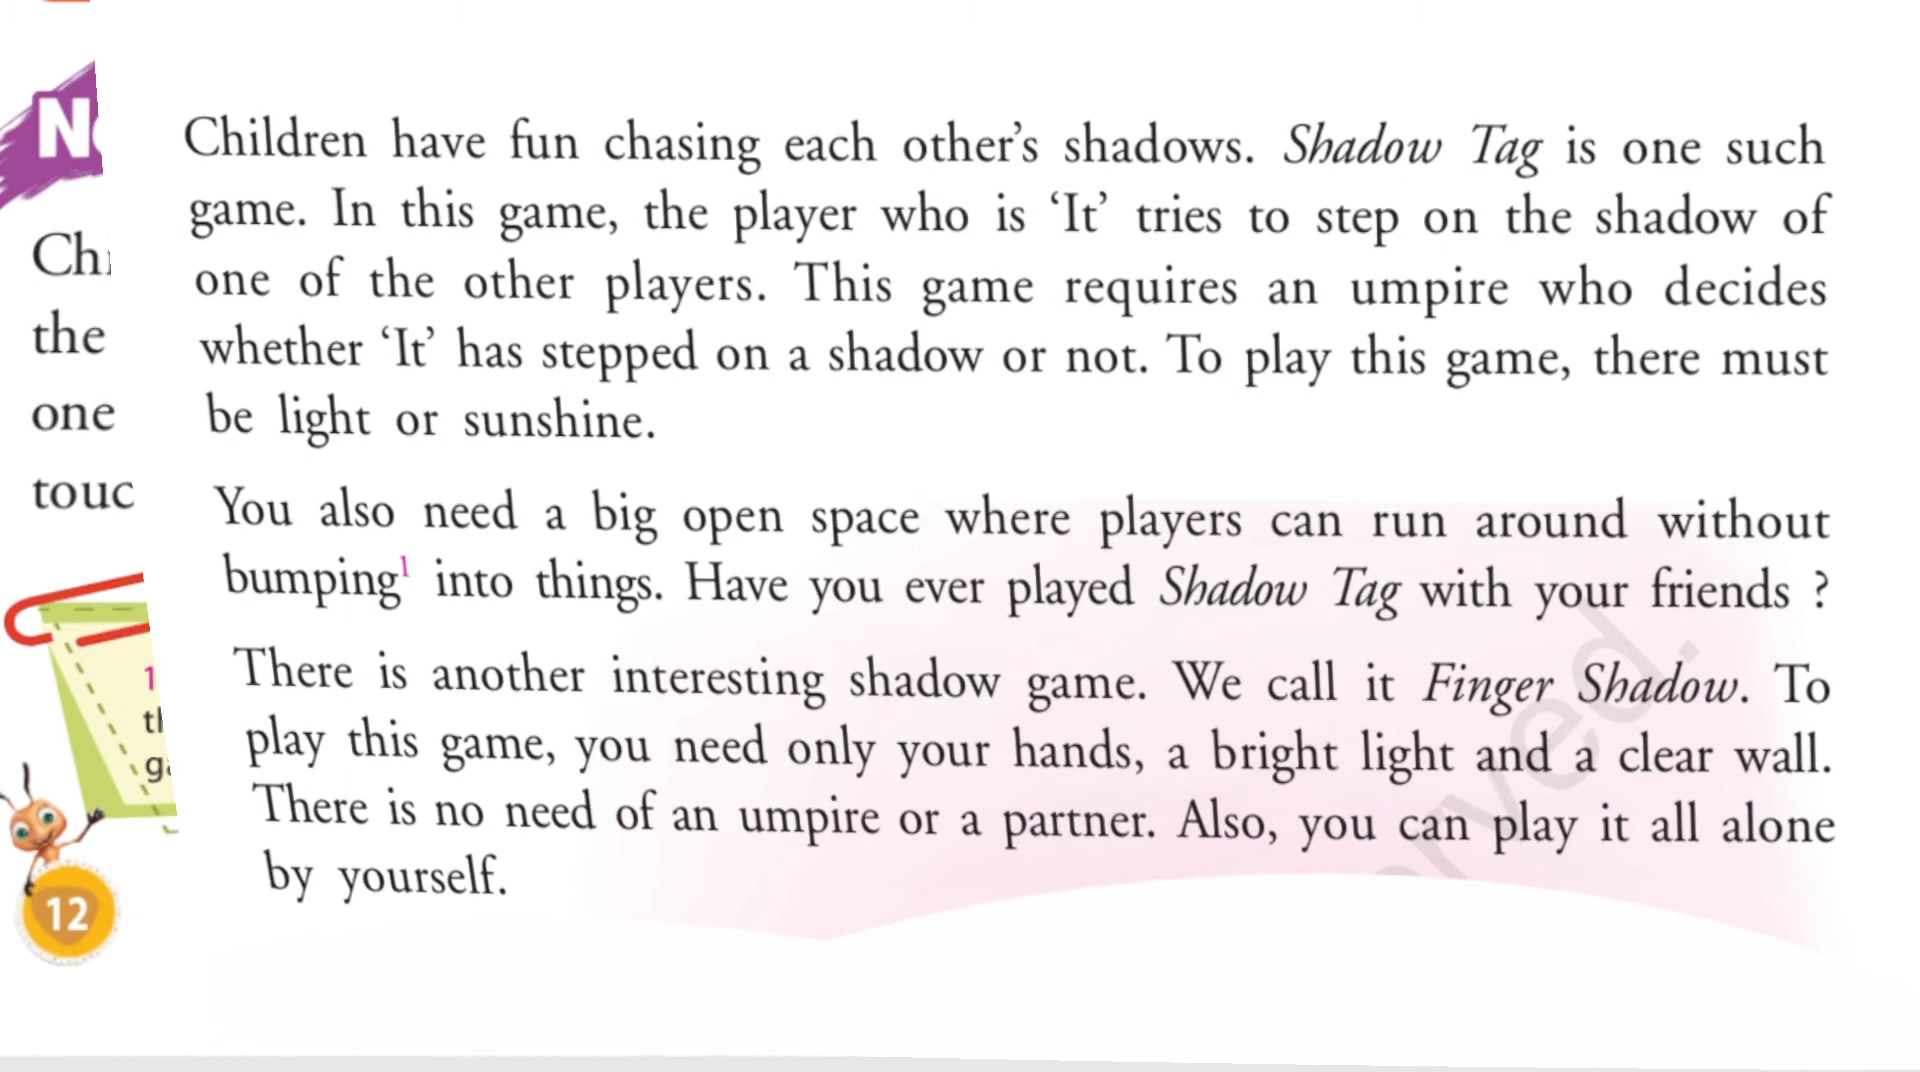 Children have fun chasing each other's shadows. Shadow Tag is one such
game. In this game, the player who is ‘It’ tries to step on the shadow of
one of the other players. This game requires an umpire who decides
whether ‘It’ has stepped on a shadow or not. To play this game, there must
be light or sunshine.
You also need a big open space where players can run around without
bumping¹ into things. Have you ever played Shadow Tag with your friends ?
There is another interesting shadow game. We call it Finger Shadow. To
play this game, you need only your hands, a bright light and a clear wall.
There is no need of an umpire or a partner. Also, you can play it all alone
by yourself.
the
one
12